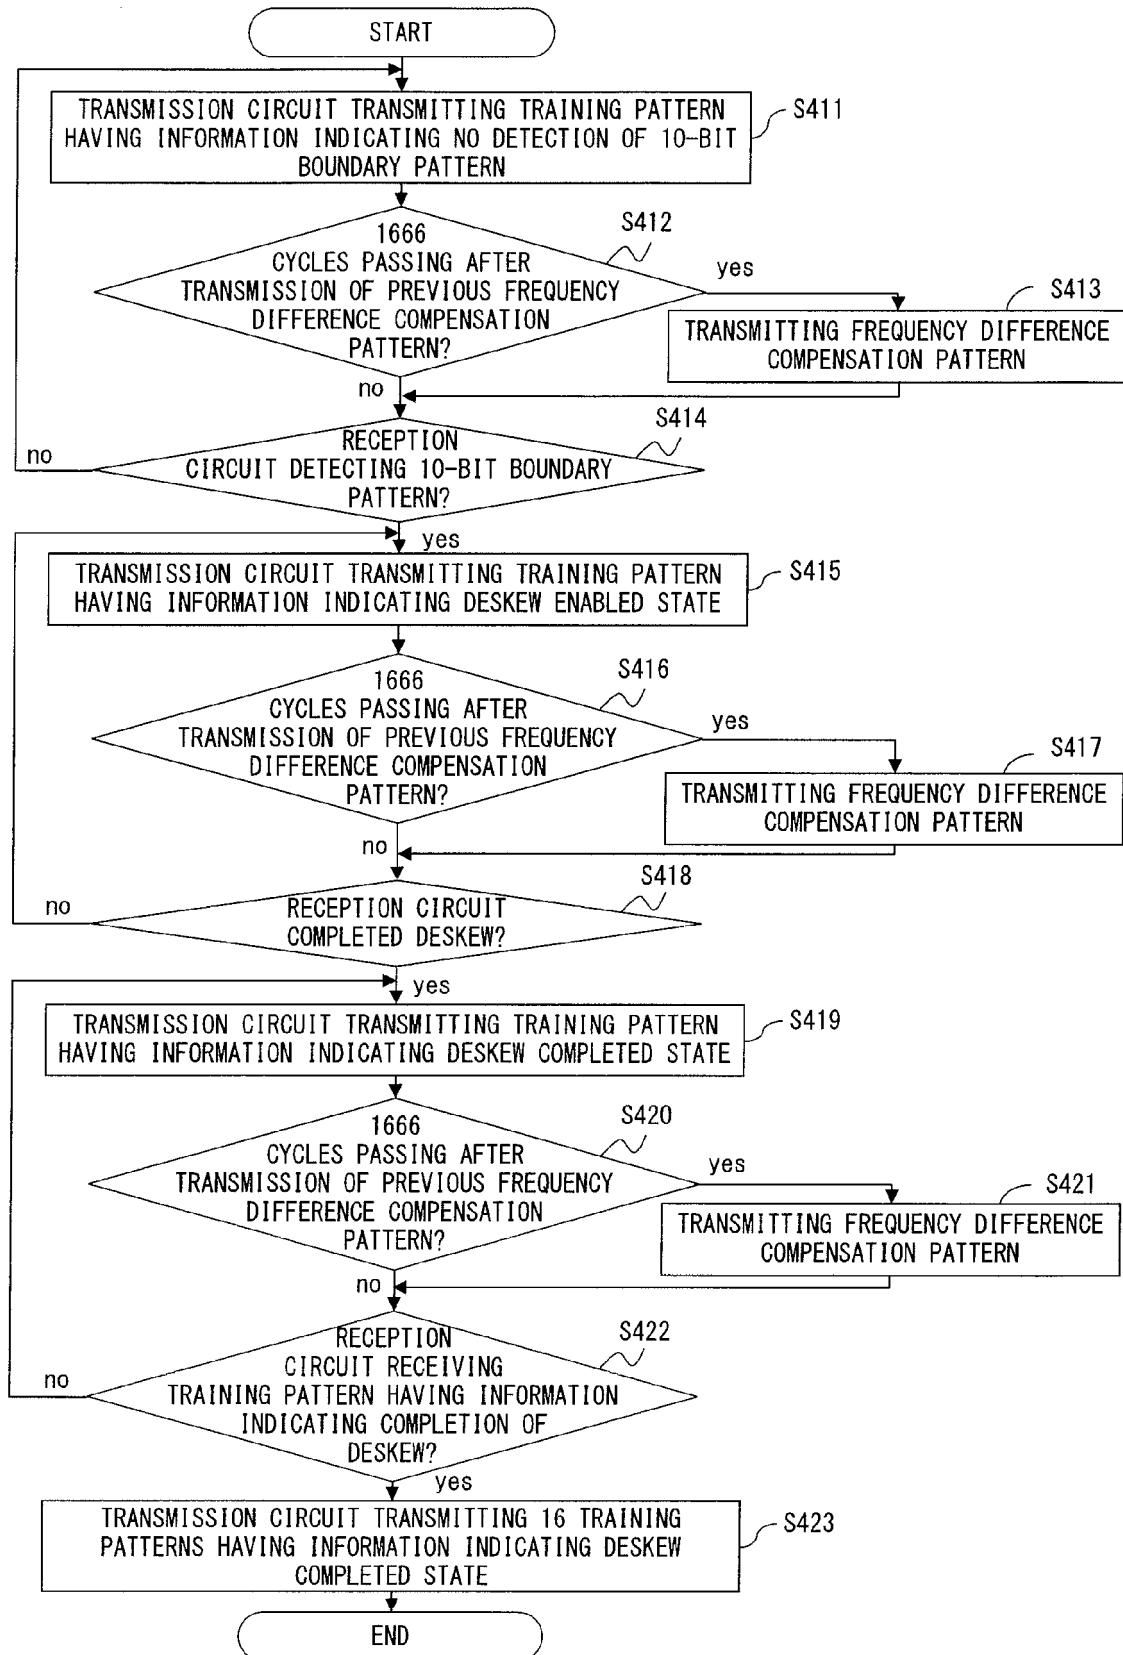 START
TRANSMISSION CIRCUIT TRANSMITTING TRAINING PATTERN
HAVING INFORMATION INDICATING NO DETECTION OF 10-BIT
BOUNDARY PATTERN
S411
1666
CYCLES PASSING AFTER
TRANSMISSION OF PREVIOUS FREQUENCY
DIFFERENCE COMPENSATION
PATTERN?
S412
yes
S413
TRANSMITTING FREQUENCY DIFFERENCE
COMPENSATION PATTERN
no
S414
RECEPTION
CIRCUIT DETECTING 10-BIT BOUNDARY
PATTERN?
no
yes
TRANSMISSION CIRCUIT TRANSMITTING TRAINING PATTERN
HAVING INFORMATION INDICATING DESKEW ENABLED STATE
S415
1666
CYCLES PASSING AFTER
TRANSMISSION OF PREVIOUS FREQUENCY
DIFFERENCE COMPENSATION
PATTERN?
S416
yes
S417
TRANSMITTING FREQUENCY DIFFERENCE
COMPENSATION PATTERN
no
S418
RECEPTION CIRCUIT
COMPLETED DESKEW?
no
yes
TRANSMISSION CIRCUIT TRANSMITTING TRAINING PATTERN
HAVING INFORMATION INDICATING DESKEW COMPLETED STATE
S419
1666
CYCLES PASSING AFTER
TRANSMISSION OF PREVIOUS FREQUENCY
DIFFERENCE COMPENSATION
PATTERN?
S420
yes
S421
TRANSMITTING FREQUENCY DIFFERENCE
COMPENSATION PATTERN
no
S422
RECEPTION
CIRCUIT RECEIVING
TRAINING PATTERN HAVING INFORMATION
INDICATING COMPLETION OF
DESKEW?
no
yes
TRANSMISSION CIRCUIT TRANSMITTING 16 TRAINING
PATTERNS HAVING INFORMATION INDICATING DESKEW
COMPLETED STATE
S423
END